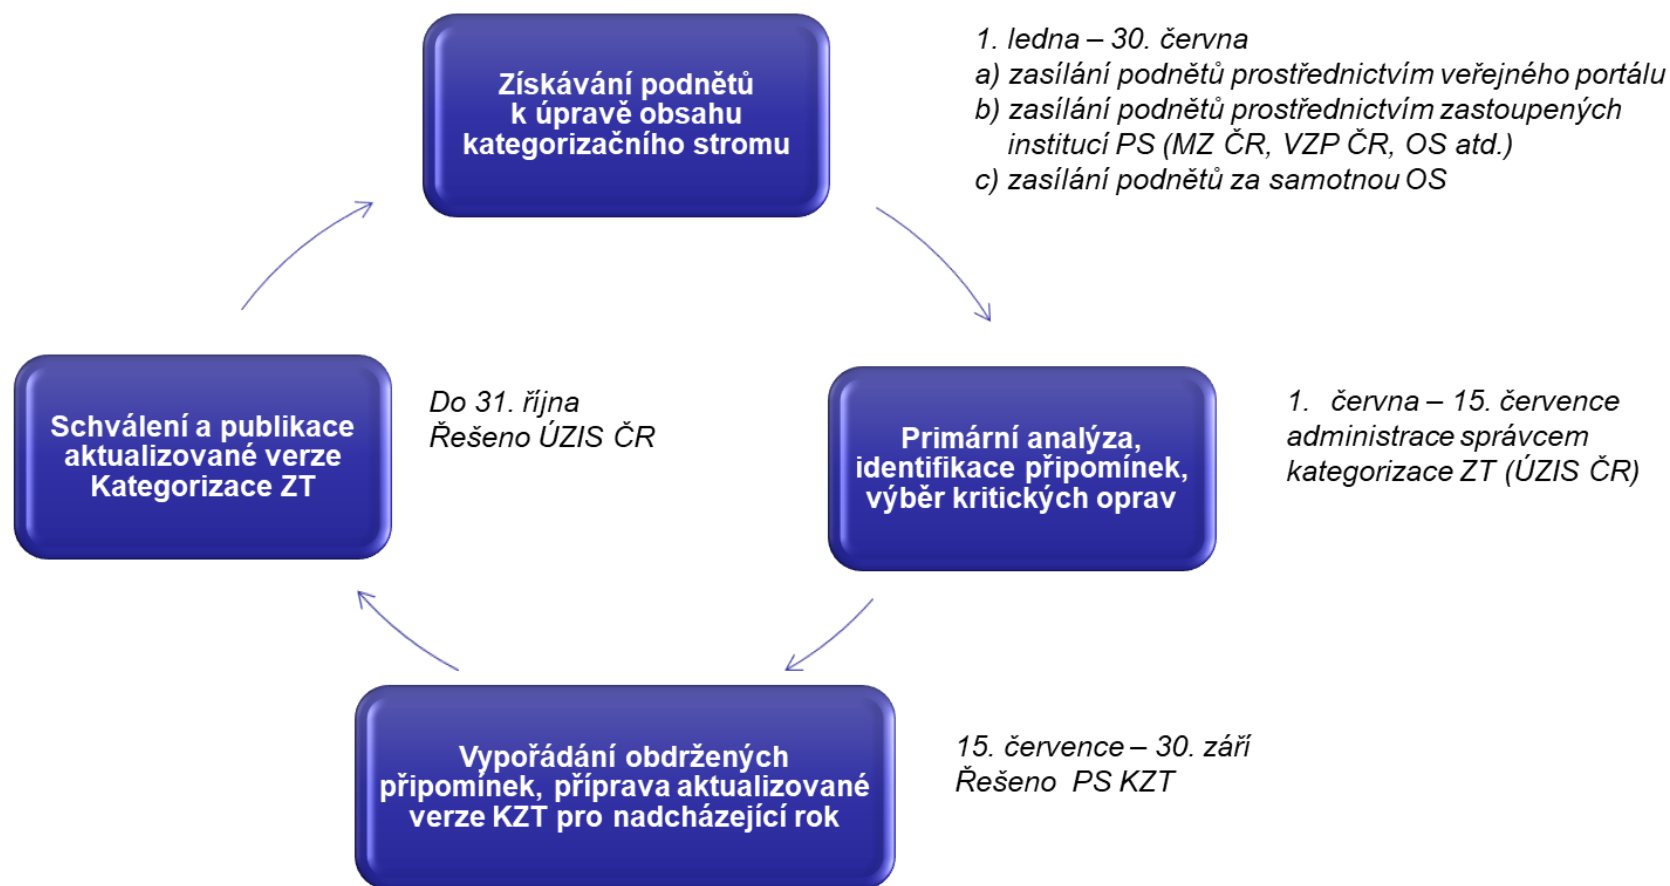 Získávání podnětů
k úpravě obsahu
kategorizačního stromu
1. ledna – 30. června
a) zasílání podnětů prostřednictvím veřejného portálu
b) zasílání podnětů prostřednictvím zastoupených
institucí PS (MZ ČR, VZP ČR, OS atd.)
c) zasílání podnětů za samotnou OS
Primární analýza,
identifikace připomínek,
výběr kritických oprav
1. června – 15. července
administrace správcem
kategorizace ZT (ÚZIS ČR)
Vypořádání obdržených
připomínek, příprava aktualizované
verze KZT pro nadcházející rok
15. července – 30. září
Řešeno PS KZT
Schválení a publikace
aktualizované verze
Kategorizace ZT
Do 31. října
Řešeno ÚZIS ČR